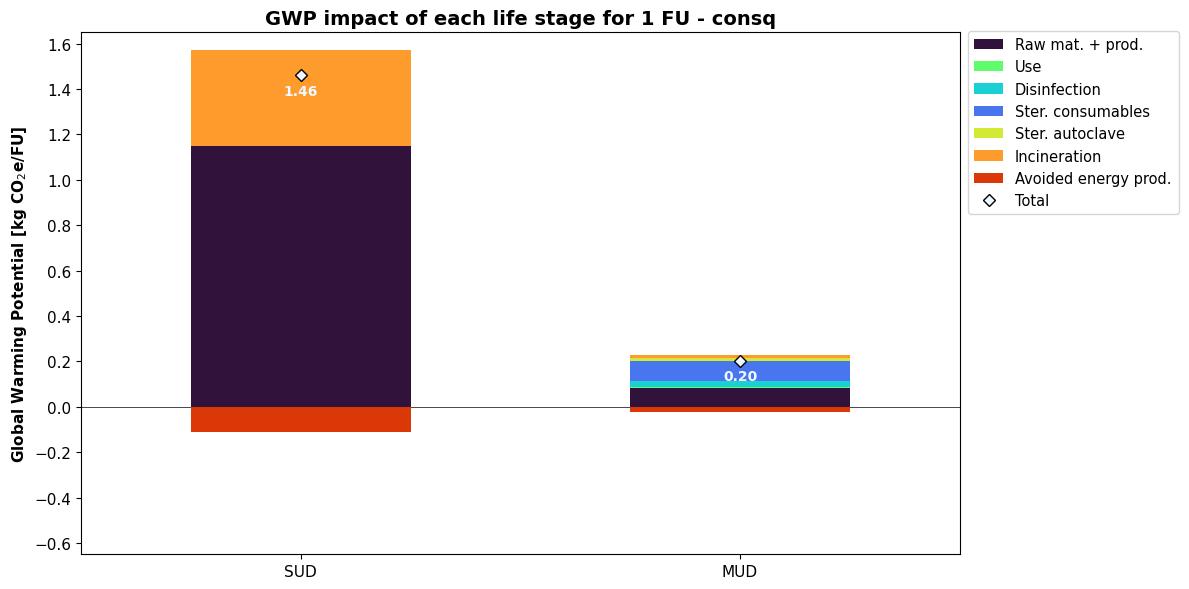 GWP impact of each life stage for 1 FU - consq
Global Warming Potential [kg CO₂e/FU]
1.6
1.4
1.2
1.0
0.8
0.6
0.4
0.2
0.0
−0.2
−0.4
−0.6
1.46
0.20
SUD
MUD
Raw mat. + prod.
Use
Disinfection
Ster. consumables
Ster. autoclave
Incineration
Avoided energy prod.
Total